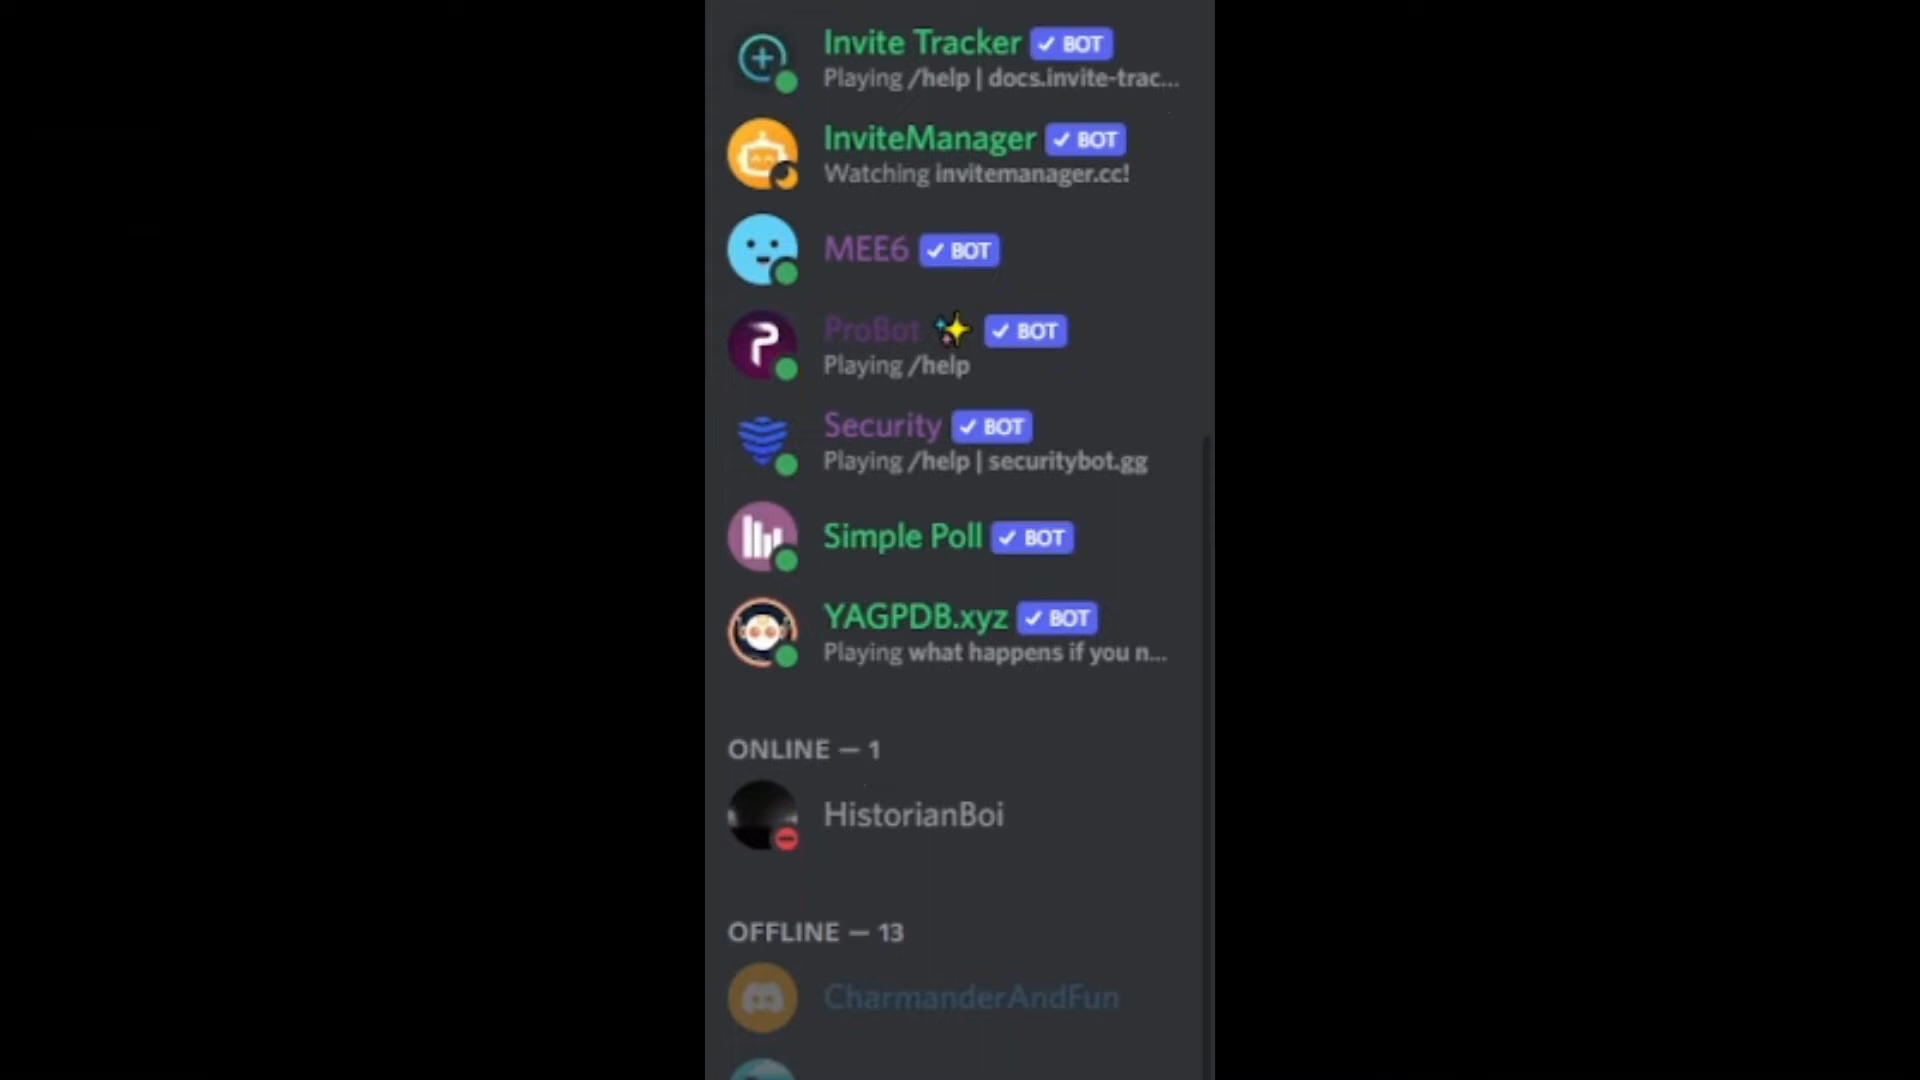 Invite Tracker ✓ BOT
Playing /help | docs.invite-trac...
InviteManager ✓ BOT
Watching invitemanager.cc!
MEE6 ✓ BOT
ProBot ✨ ✓ BOT
Playing /help
Security ✓ BOT
Playing /help | securitybot.gg
Simple Poll ✓ BOT
YAGPDB.xyz ✓ BOT
Playing what happens if you n...
ONLINE — 1
HistorianBoi
OFFLINE — 13
CharmanderAndFun